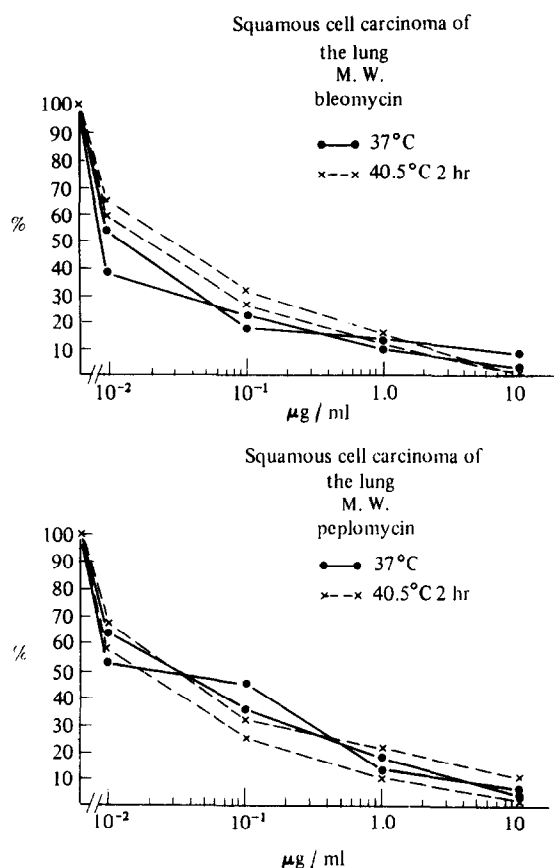 Squamous cell carcinoma of
the lung
M. W.
bleomycin
37°C
40.5°C 2 hr
100
90
80
70
60
50
40
30
20
10
%
10⁻² 10⁻¹ 1.0 10
μg / ml
Squamous cell carcinoma of
the lung
M. W.
peplomycin
37°C
40.5°C 2 hr
100
90
80
70
60
50
40
30
20
10
%
10⁻² 10⁻¹ 1.0 10
μg / ml